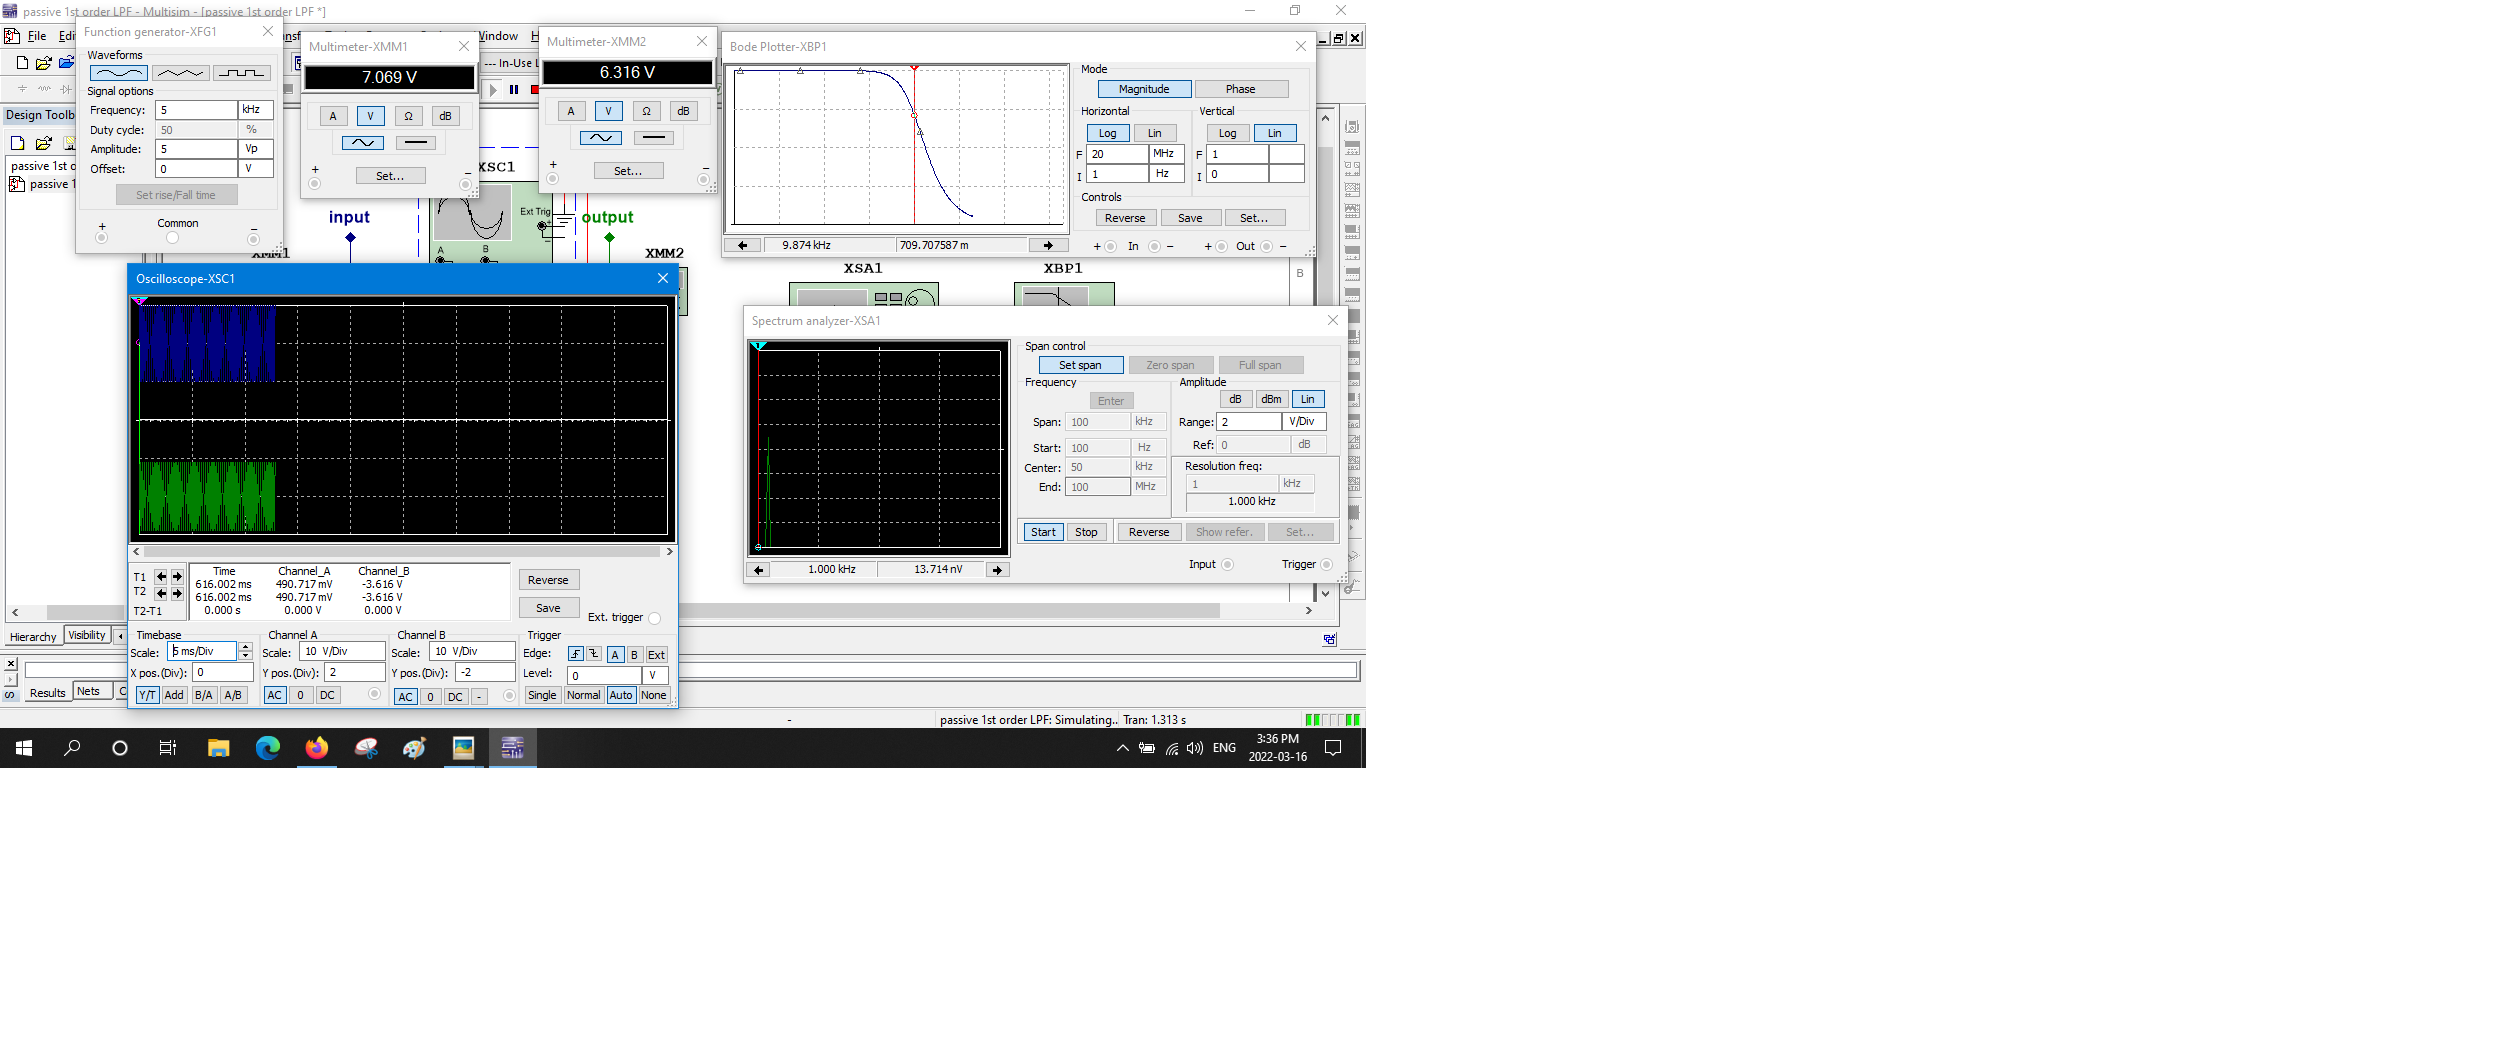 passive 1st order LPF - Multisim - [passive 1st order LPF *]
File
Window
--- In-Use L
Design Toolb
passive 1st o
passive 1
Hierarchy Visibility
Results Nets
Function generator-XFG1
Waveforms
Signal options
Frequency: 5 kHz
Duty cycle: 50 %
Amplitude: 5 Vp
Offset: 0 V
Set rise/Fall time
+ Common -
Multimeter-XMM1
7.069 V
A V Ω dB
Set...
+ -
Multimeter-XMM2
6.316 V
A V Ω dB
Set...
+ -
XSC1
Ext Trig
A B
input
output
XMM1
XMM2
XSA1
XBP1
B
Bode Plotter-XBP1
Mode
Magnitude Phase
Horizontal Vertical
Log Lin Log Lin
F 20 MHz F 1
I 1 Hz I 0
Controls
Reverse Save Set...
9.874 kHz 709.707587 m
+ In - + Out -
Oscilloscope-XSC1
Time Channel_A Channel_B
T1 616.002 ms 490.717 mV -3.616 V
T2 616.002 ms 490.717 mV -3.616 V
T2-T1 0.000 s 0.000 V 0.000 V
Reverse
Save
Ext. trigger
Timebase Channel A Channel B Trigger
Scale: 5 ms/Div Scale: 10 V/Div Scale: 10 V/Div Edge: A B Ext
X pos.(Div): 0 Y pos.(Div): 2 Y pos.(Div): -2 Level: 0 V
Y/T Add B/A A/B AC 0 DC AC 0 DC - Single Normal Auto None
Spectrum analyzer-XSA1
Span control
Set span Zero span Full span
Frequency Amplitude
Enter dB dBm Lin
Span: 100 kHz Range: 2 V/Div
Start: 100 Hz Ref: 0 dB
Center: 50 kHz Resolution freq:
End: 100 MHz 1 kHz
1.000 kHz
Start Stop Reverse Show refer. Set...
1.000 kHz 13.714 nV
Input Trigger
- passive 1st order LPF: Simulating.. Tran: 1.313 s
ENG
3:36 PM
2022-03-16